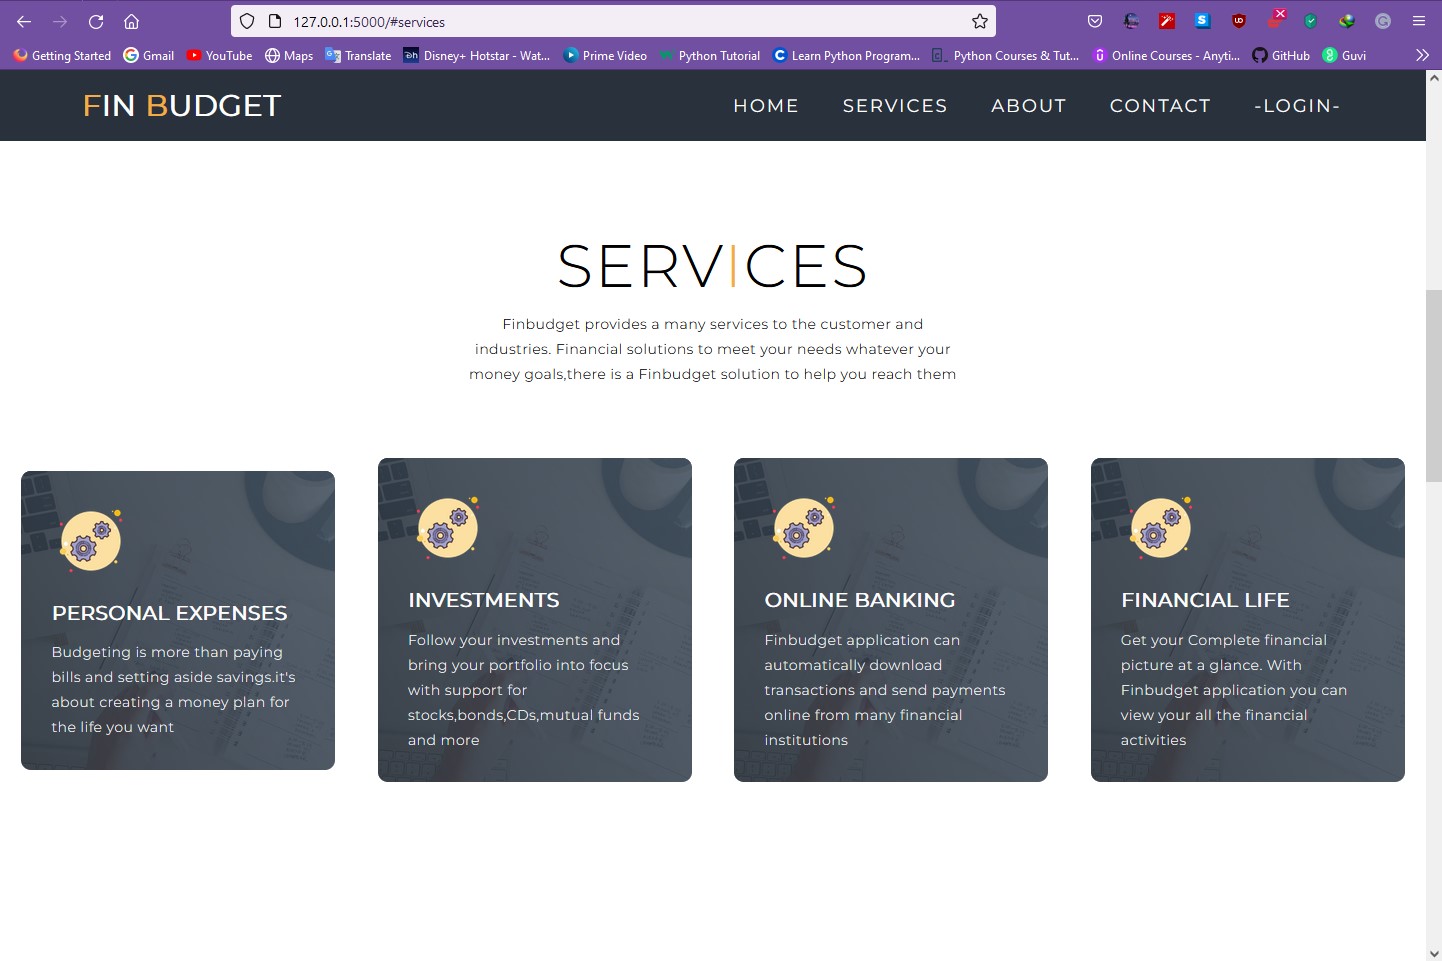 127.0.0.1:5000/#services
Getting Started Gmail YouTube Maps Translate Disney+ Hotstar - Wat... Prime Video Python Tutorial Learn Python Program... Python Courses & Tut... Online Courses - Anyti... GitHub Guvi
FIN BUDGET HOME SERVICES ABOUT CONTACT -LOGIN-
SERVICES
Finbudget provides a many services to the customer and
industries. Financial solutions to meet your needs whatever your
money goals,there is a Finbudget solution to help you reach them
PERSONAL EXPENSES
Budgeting is more than paying
bills and setting aside savings.it's
about creating a money plan for
the life you want
INVESTMENTS
Follow your investments and
bring your portfolio into focus
with support for
stocks,bonds,CDs,mutual funds
and more
ONLINE BANKING
Finbudget application can
automatically download
transactions and send payments
online from many financial
institutions
FINANCIAL LIFE
Get your Complete financial
picture at a glance. With
Finbudget application you can
view your all the financial
activities